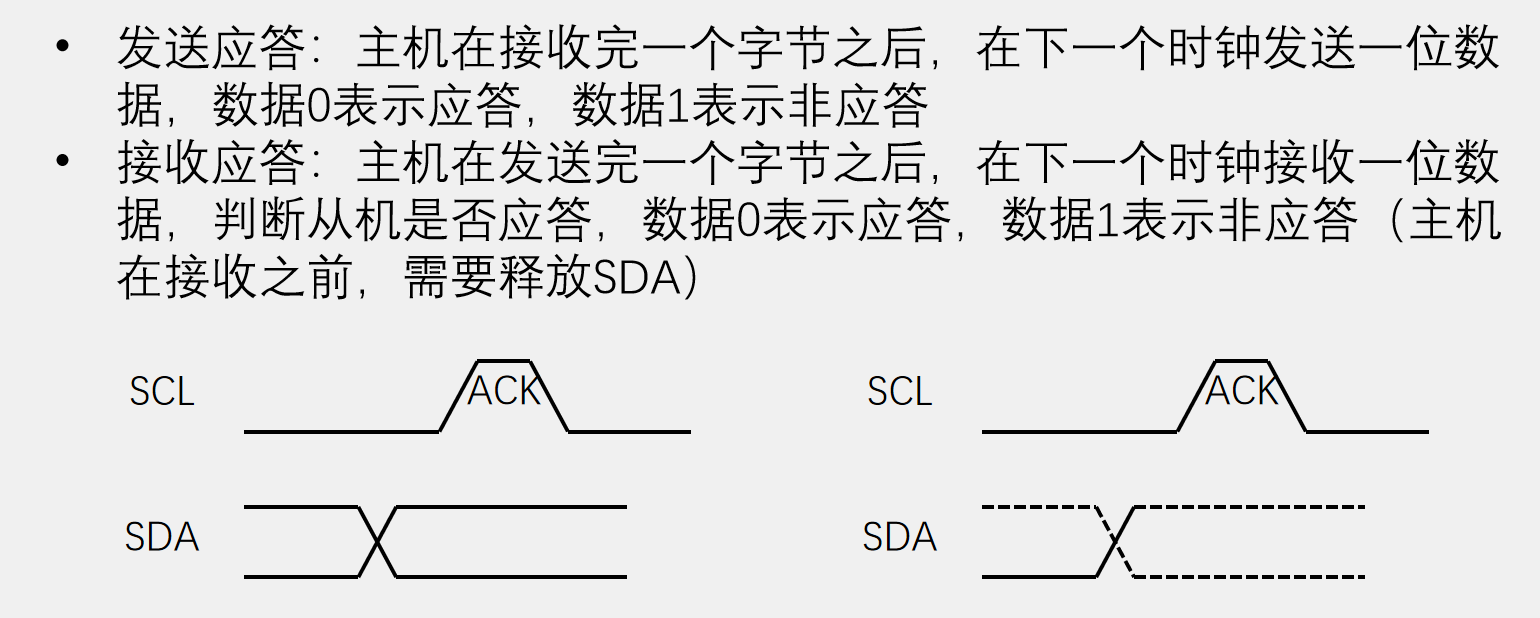 • 发送应答：主机在接收完一个字节之后，在下一个时钟发送一位数
据，数据0表示应答，数据1表示非应答
• 接收应答：主机在发送完一个字节之后，在下一个时钟接收一位数
据，判断从机是否应答，数据0表示应答，数据1表示非应答（主机
在接收之前，需要释放SDA）
SCL ACK SCL ACK
SDA SDA